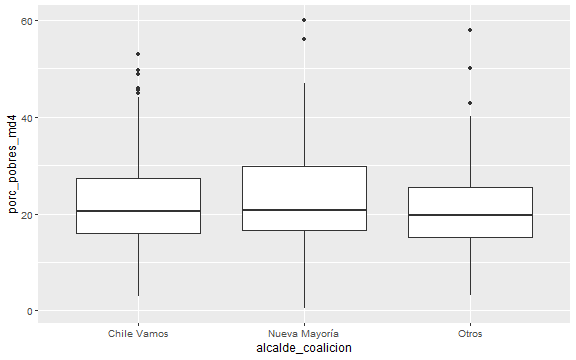 60
40
20
0
porc_pobres_md4
Chile Vamos
Nueva Mayoría
Otros
alcalde_coalicion